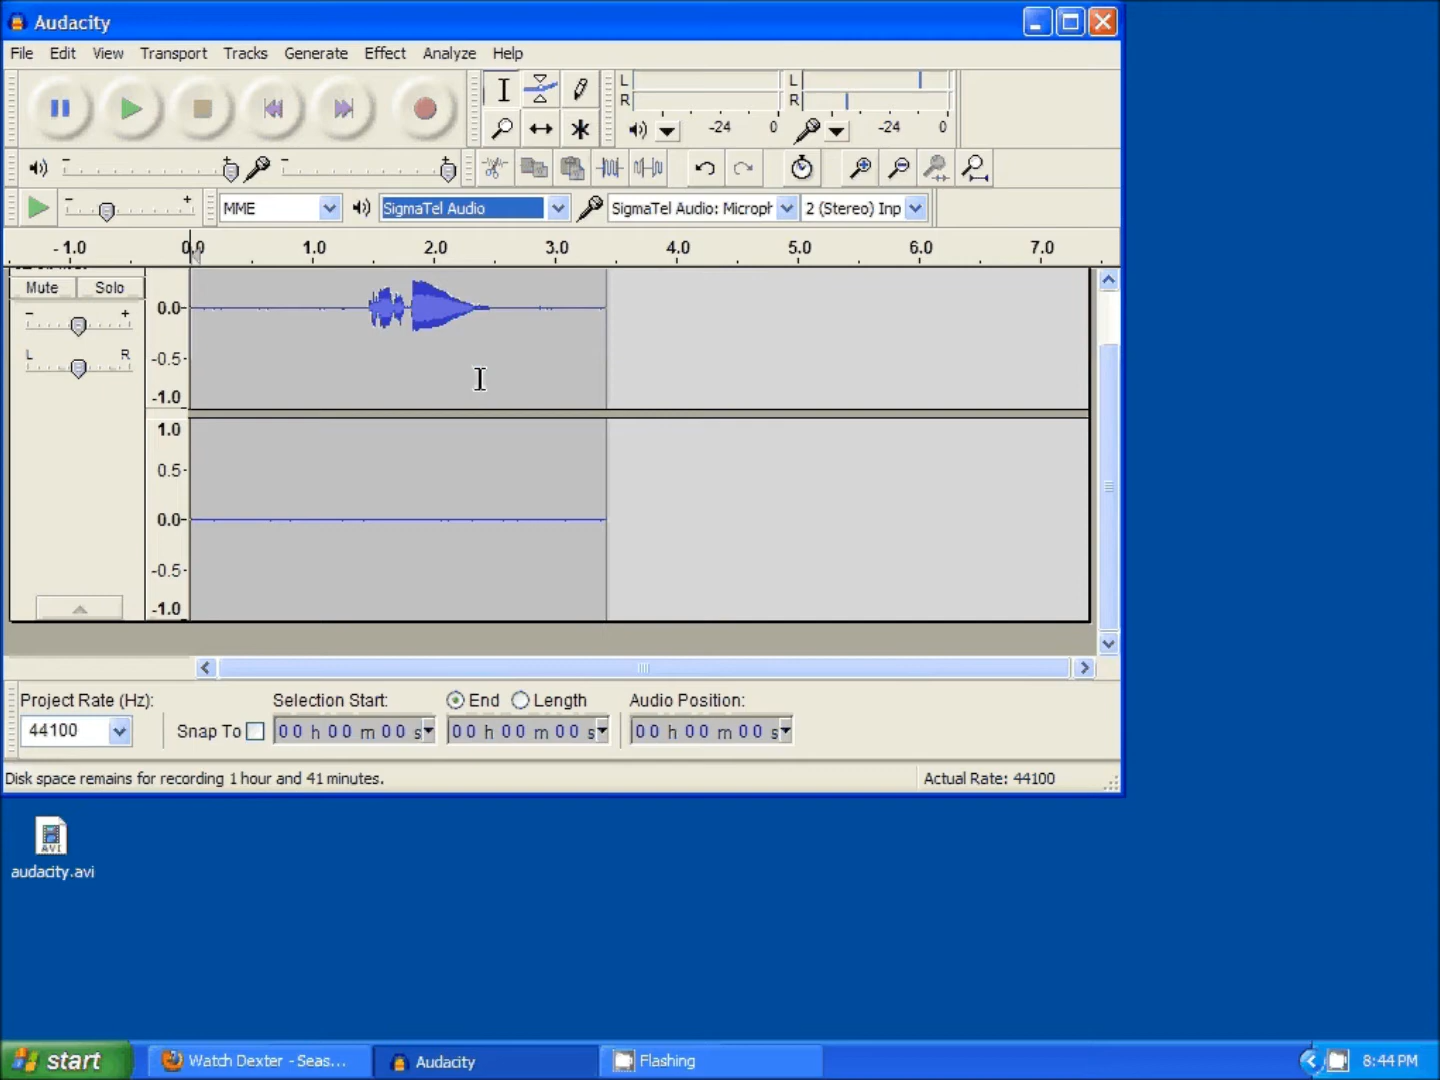 Audacity
File Edit View Transport Tracks Generate Effect Analyze Help
L
R
-24 0
L
R
-24 0
MME
SigmaTel Audio
SigmaTel Audio: Microph
2 (Stereo) Inp
-1.0 0.0 1.0 2.0 3.0 4.0 5.0 6.0 7.0
Mute Solo
- +
L R
0.0-
-0.5-
-1.0
1.0
0.5-
0.0-
-0.5-
-1.0
Project Rate (Hz):
44100
Snap To
Selection Start:
00 h 00 m 00 s
End Length
00 h 00 m 00 s
Audio Position:
00 h 00 m 00 s
Disk space remains for recording 1 hour and 41 minutes.
Actual Rate: 44100
AVI
audacity.avi
start
Watch Dexter - Seas...
Audacity
Flashing
8:44 PM